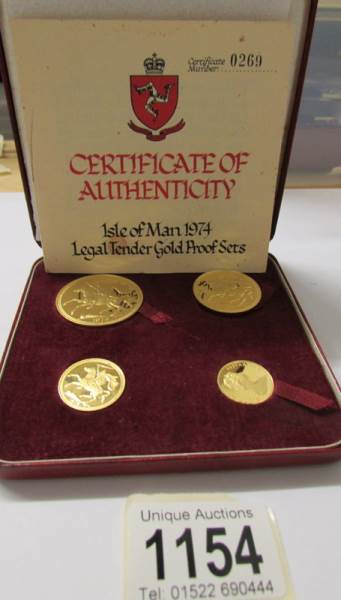 Certificate
Number: 0269
CERTIFICATE OF
AUTHENTICITY
Isle of Man 1974
Legal Tender Gold Proof Sets
Unique Auctions
1154
Tel: 01522 690444